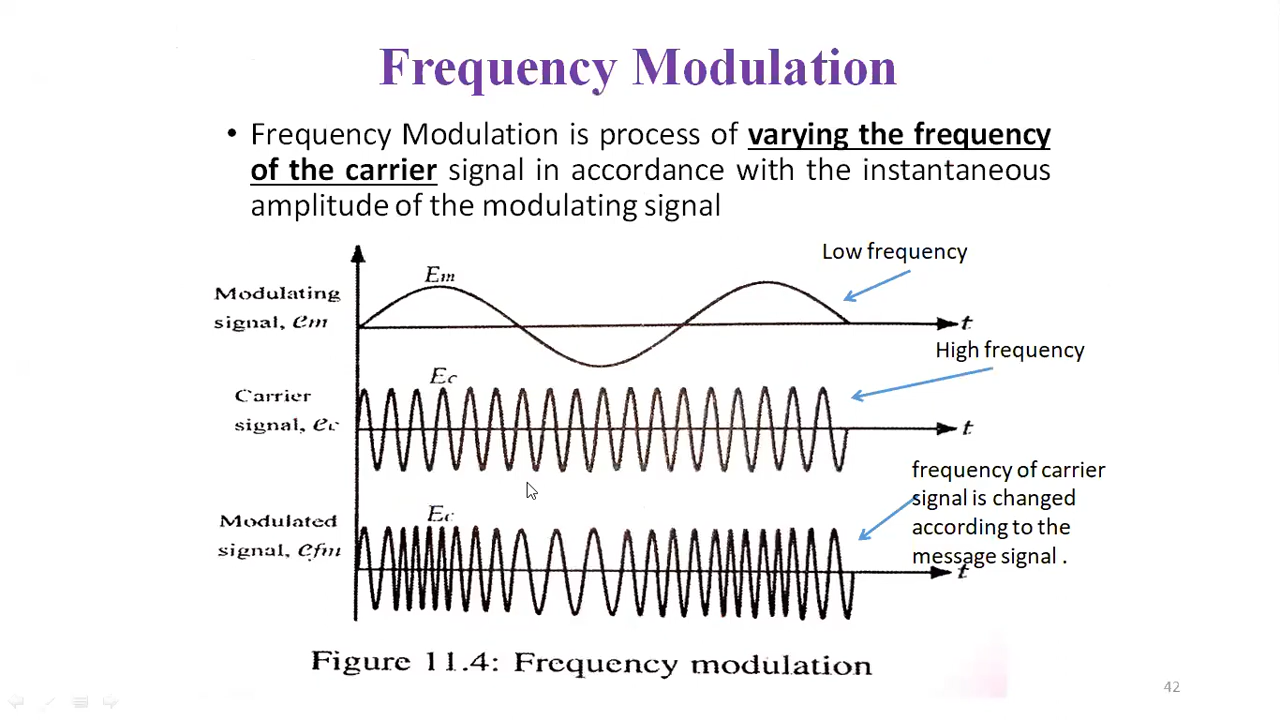 Frequency Modulation
• Frequency Modulation is process of varying the frequency
of the carrier signal in accordance with the instantaneous
amplitude of the modulating signal
Low frequency
Em
Modulating
signal, em
t
High frequency
Ec
Carrier
signal, ec
t
frequency of carrier
signal is changed
according to the
message signal .
Ec
Modulated
signal, efm
t
Figure 11.4: Frequency modulation
42